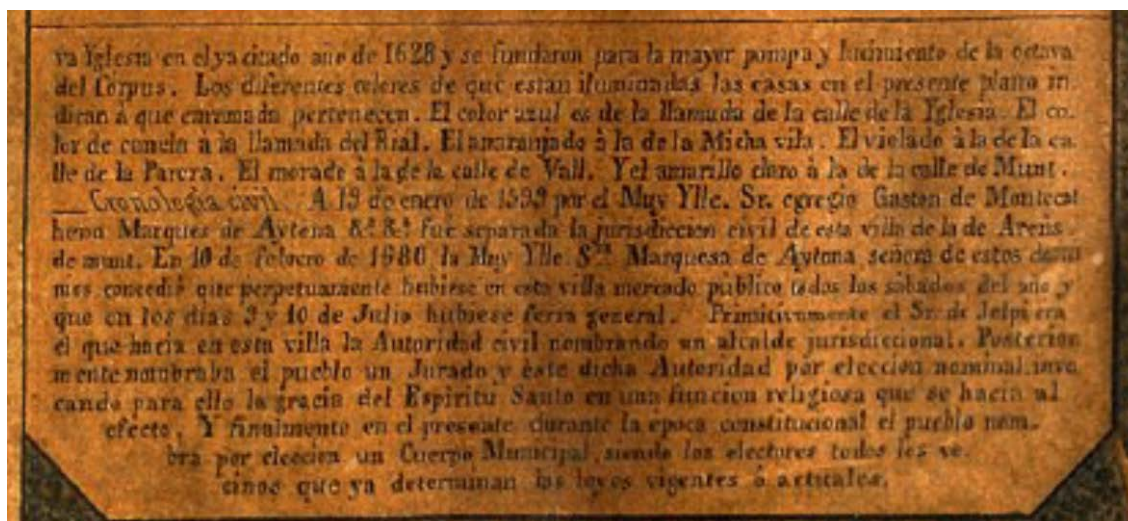 va Yglesia en el ya citado año de 1628 y se fundaron para la mayor pompa y lucimiento de la octava
del Corpus. Los diferentes colores de que estan iluminadas las casas en el presente plano in
dican á que barriada pertenecen. El color azul es de la llamada de la calle de la Yglesia. El co.
lor de canela á la llamada del Rial. El anaranjado á la de la Micha vila. El violado á la de la ca
lle de la Parera. El morado á la de la calle de Vall. Y el amarillo claro á la de la calle de Munt.
— Cronologia civil. A 19 de enero de 1599 por el Muy Ylle. Sr. egregio Gaston de Montecat
heno Marques de Aytona &ª &ª fué separada la jurisdiccion civil de esta villa de la de Areñs
de munt. En 10 de febrero de la Muy Ylle Sra Marquesa de Aytona señora de estos
mes concedió que perpetuamente hubiese en esta villa mercado público todos los sabados del año y
que en los dias 9 y 10 de Julio hubiese feria general. Primitivamente el Sr. de Jalpi era
el que hacia en esta villa la Autoridad civil nombrando un alcalde jurisdiccional. Posterior
mente nombraba el pueblo un Jurado y éste dicha Autoridad por eleccion nominal invo
cando para ello la gracia del Espiritu Santo en una funcion religiosa que se hacia al
efecto. Y finalmente en el presente durante la epoca constitucional el pueblo nom.
bra por eleccion un Cuerpo Municipal, siendo los electores todos los ve.
cinos que ya determinan las leyes vigentes ó actuales.